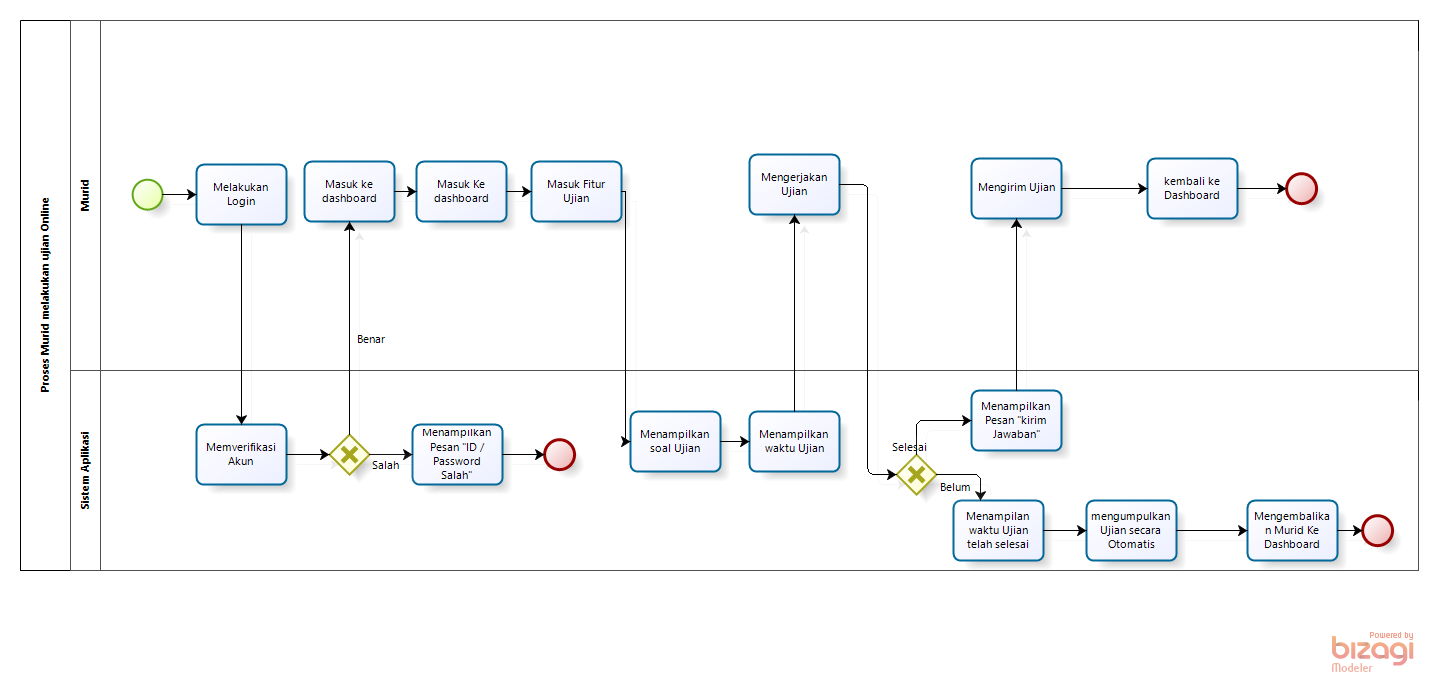 Proses Murid melakukan ujian Online
Murid
Melakukan
Login
Masuk ke
dashboard
Masuk Ke
dashboard
Masuk Fitur
Ujian
Mengerjakan
Ujian
Mengirim Ujian
kembali ke
Dashboard
Benar
Sistem Aplikasi
Memverifikasi
Akun
Salah
Menampilkan
Pesan "ID /
Password
Salah"
Menampilkan
soal Ujian
Menampilkan
waktu Ujian
Selesai
Menampilkan
Pesan "kirim
Jawaban"
Belum
Menampilan
waktu Ujian
telah selesai
mengumpulkan
Ujian secara
Otomatis
Mengembalika
n Murid Ke
Dashboard
Powered by
bizagi
Modeler